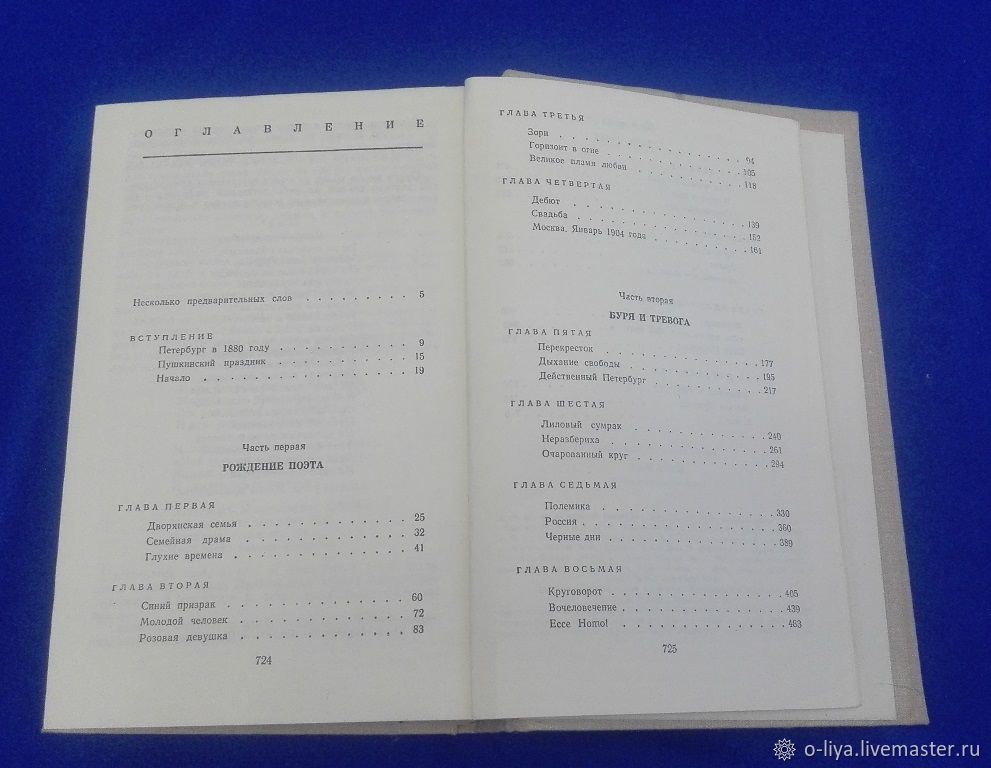 ОГЛАВЛЕНИЕ
Несколько предварительных слов . . . . . . . . . 5
ВСТУПЛЕНИЕ
Петербург в 1880 году . . . . . . . . . . 9
Пушкинский праздник . . . . . . . . . . 15
Начало . . . . . . . . . . . . . . . 19
Часть первая
РОЖДЕНИЕ ПОЭТА
ГЛАВА ПЕРВАЯ
Дворянская семья . . . . . . . . . . . 25
Семейная драма . . . . . . . . . . . 32
Глухие времена . . . . . . . . . . . . 41
ГЛАВА ВТОРАЯ
Синий призрак . . . . . . . . . . . . 60
Молодой человек . . . . . . . . . . . 72
Розовая девушка . . . . . . . . . . . 83
724
ГЛАВА ТРЕТЬЯ
Зори . . . . . . . . . . . . . . . 94
Горизонт в огне . . . . . . . . . . . 105
Великое пламя любви . . . . . . . . . 118
ГЛАВА ЧЕТВЕРТАЯ
Дебют . . . . . . . . . . . . . . 139
Свадьба . . . . . . . . . . . . . 152
Москва. Январь 1904 года . . . . . . . . 161
Часть вторая
БУРЯ И ТРЕВОГА
ГЛАВА ПЯТАЯ
Перекресток . . . . . . . . . . . . 177
Дыхание свободы . . . . . . . . . . 195
Действенный Петербург . . . . . . . . . 217
ГЛАВА ШЕСТАЯ
Лиловый сумрак . . . . . . . . . . . 240
Неразбериха . . . . . . . . . . . . 261
Очарованный круг . . . . . . . . . . . 294
ГЛАВА СЕДЬМАЯ
Полемика . . . . . . . . . . . . . 330
Россия . . . . . . . . . . . . . . 360
Черные дни . . . . . . . . . . . . . 389
ГЛАВА ВОСЬМАЯ
Круговорот . . . . . . . . . . . . . 405
Вочеловечение . . . . . . . . . . . . 439
Ecce Homo! . . . . . . . . . . . . . 463
725
o-liya.livemaster.ru